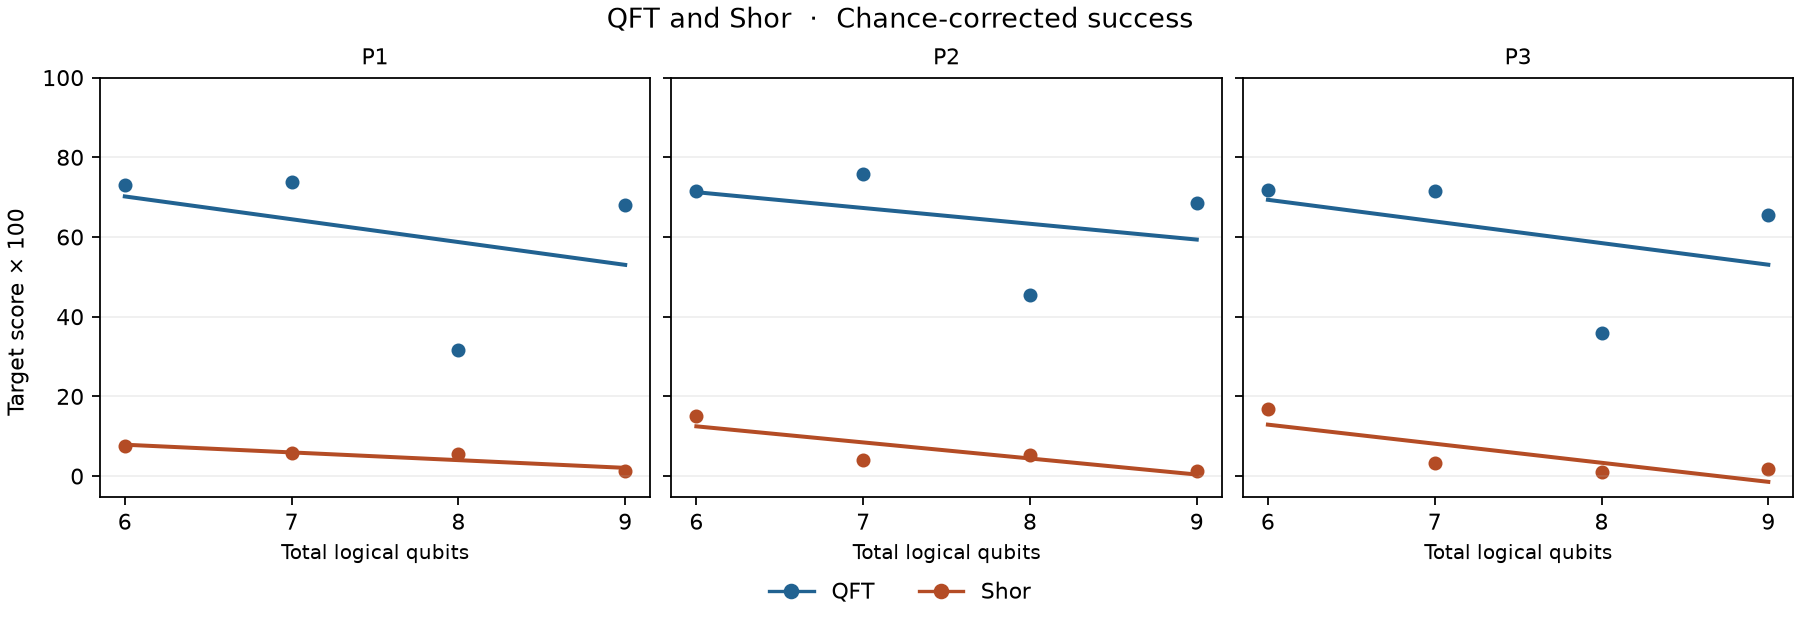 QFT and Shor · Chance-corrected success
P1
P2
P3
Target score × 100
100
80
60
40
20
0
6 7 8 9
6 7 8 9
6 7 8 9
Total logical qubits
Total logical qubits
Total logical qubits
QFT
Shor